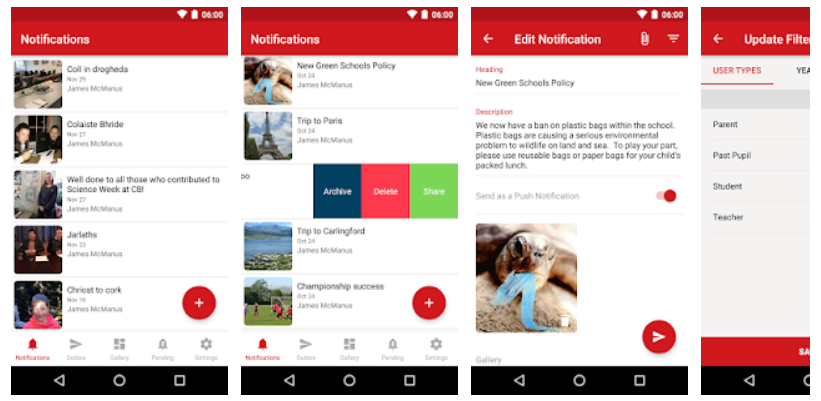 06:00
Notifications
Coll in drogheda
Nov 29
James McManus
Colaiste Bhride
Nov 27
James McManus
Well done to all those who contributed to
Science Week at CB!
Nov 27
James McManus
Jarlaths
Nov 23
James McManus
Chriost to cork
Nov 16
James McManus
+
Notifications
Outbox
Gallery
Pending
Settings
06:00
Notifications
New Green Schools Policy
Oct 24
James McManus
Trip to Paris
Oct 24
James McManus
Archive
Delete
Share
Trip to Carlingford
Oct 24
James McManus
Championship success
Oct 24
James McManus
+
Notifications
Outbox
Gallery
Pending
Settings
06:00
Edit Notification
Heading
New Green Schools Policy
Description
We now have a ban on plastic bags within the school.
Plastic bags are causing a serious environmental
problem to wildlife on land and sea. To play your part,
please use reusable bags or paper bags for your child's
packed lunch.
Send as a Push Notification
Gallery
Update Filte
USER TYPES
YEA
Parent
Past Pupil
Student
Teacher
SA